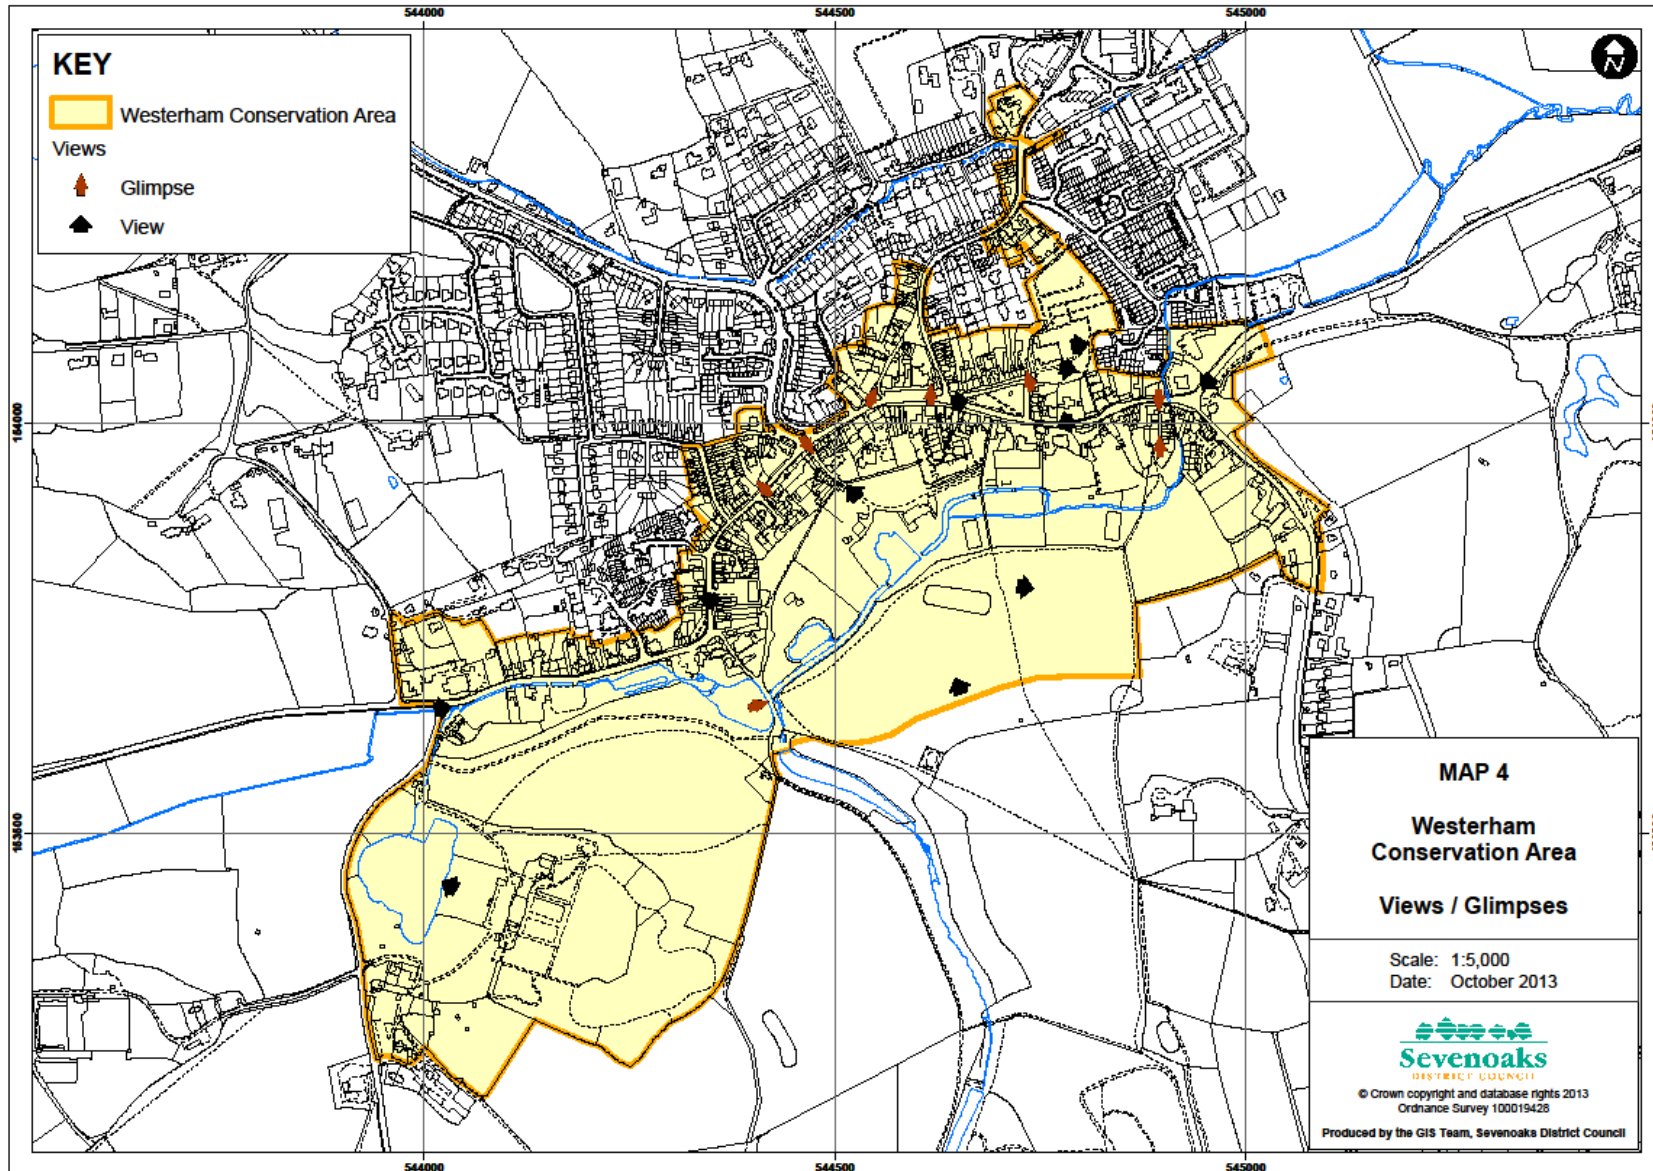 544000
544500
545000
KEY
Westerham Conservation Area
Views
Glimpse
View
N
164000
163500
MAP 4
Westerham
Conservation Area
Views / Glimpses
Scale: 1:5,000
Date: October 2013
Sevenoaks
DISTRICT COUNCIL
© Crown copyright and database rights 2013
Ordnance Survey 100019428
Produced by the GIS Team, Sevenoaks District Council
544000
544500
545000